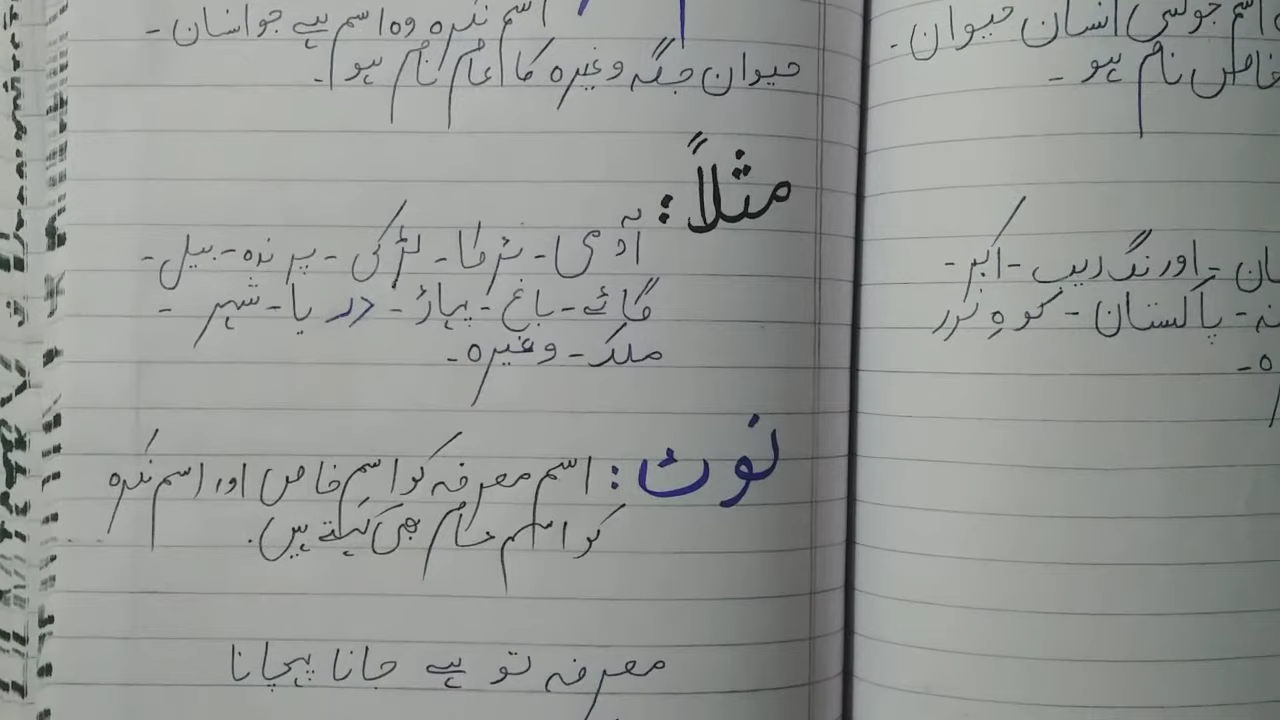 اسم جو کسی انسان حیوان۔
خاص نام ہو۔
اورنگزیب۔ اکبر۔
پاکستان۔ کوہِ نور
اسم نکرہ وہ اسم ہے جو انسان۔
حیوان جگہ وغیرہ کا عام نام ہو۔
مثلاً:
آدمی۔ لڑکا۔ لڑکی۔ پرندہ۔ بیل۔
گائے۔ باغ۔ پہاڑ۔ دریا۔ شہر۔
ملک۔ وغیرہ۔
نوٹ: اسم معرفہ کو اسم خاص اور اسم نکرہ
کو اسم عام بھی کہتے ہیں۔
معرفہ تو ہے جانا پہچانا